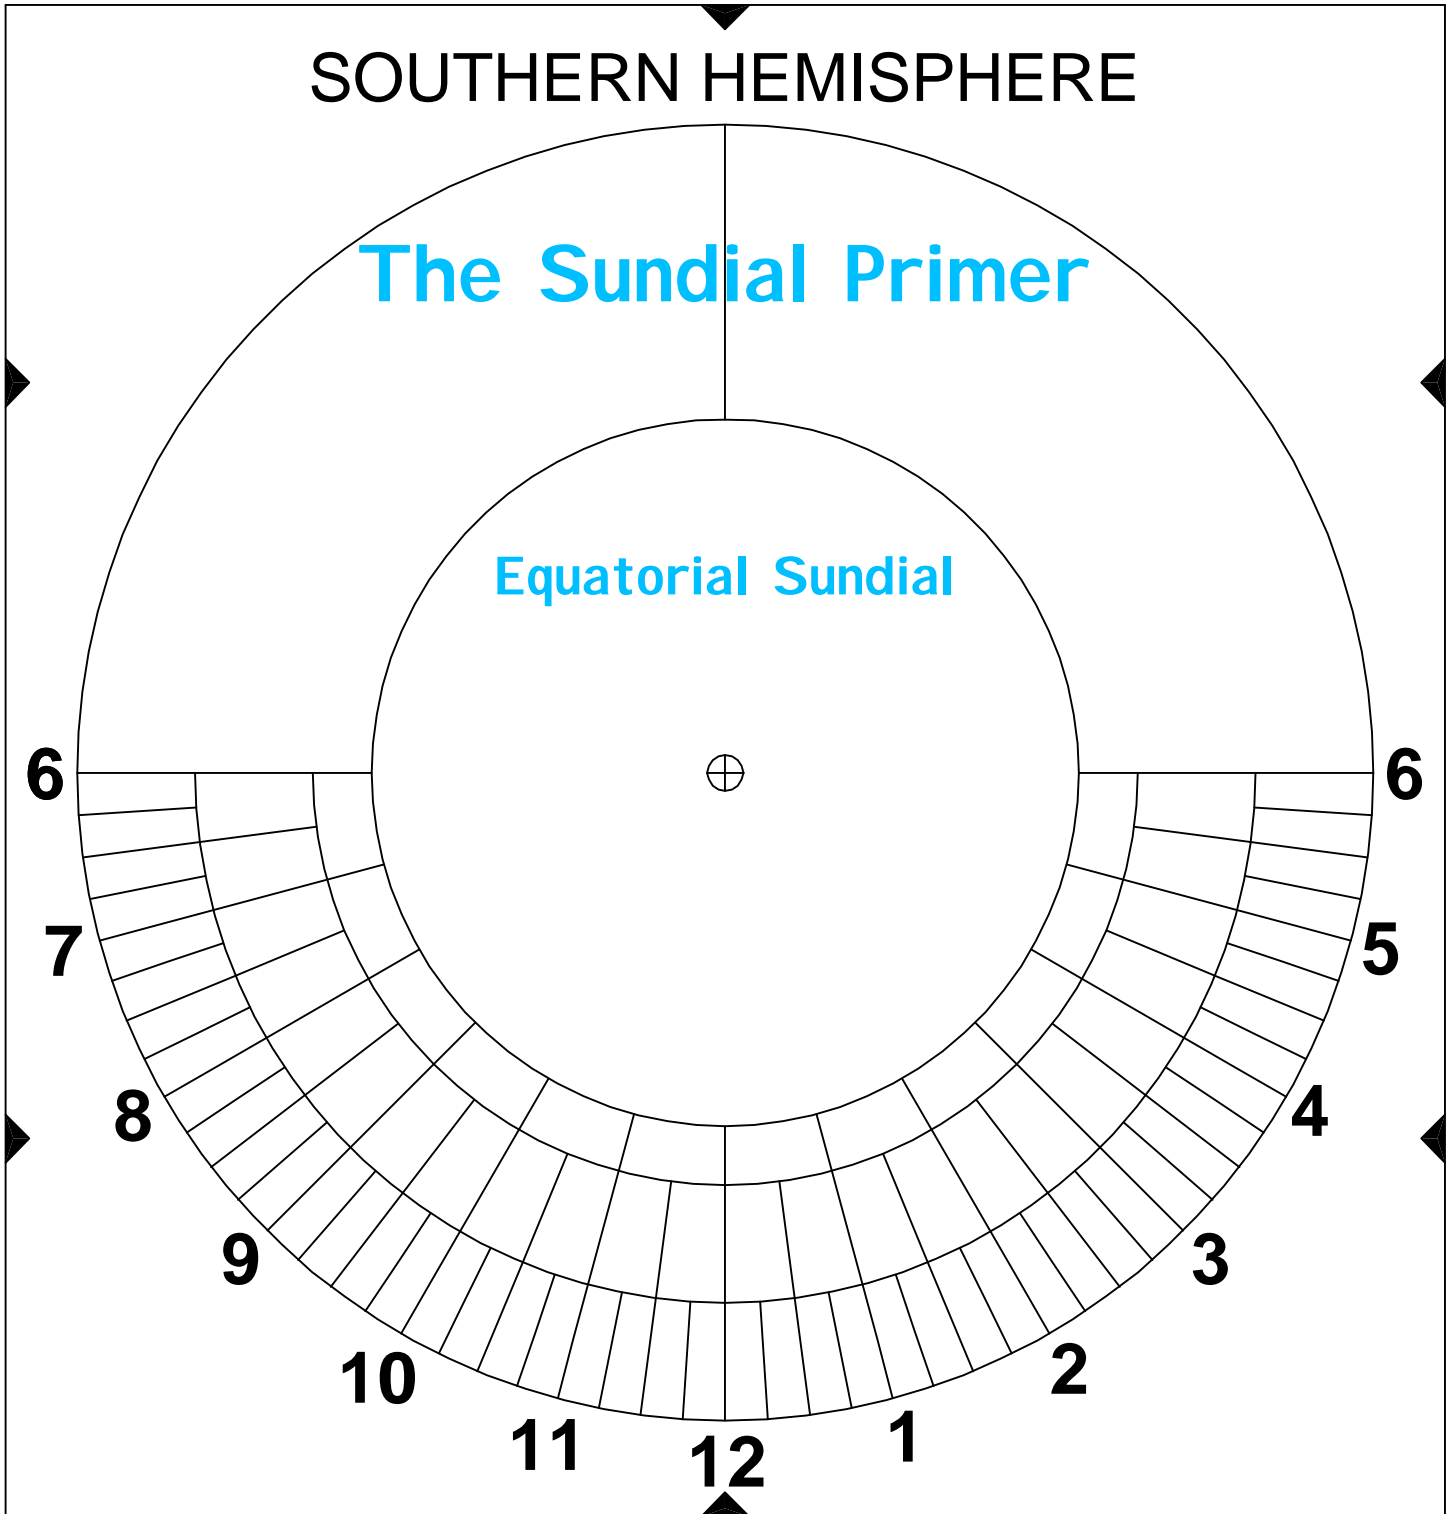 SOUTHERN HEMISPHERE
The Sundial Primer
Equatorial Sundial
6 6
7 5
8 4
9 3
10 2
11 1
12